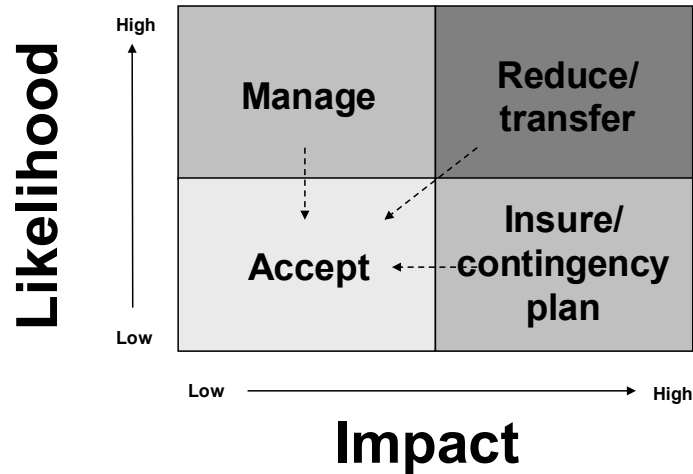 High
Likelihood
Low
Manage
Reduce/
transfer
Accept
Insure/
contingency
plan
Low
High
Impact